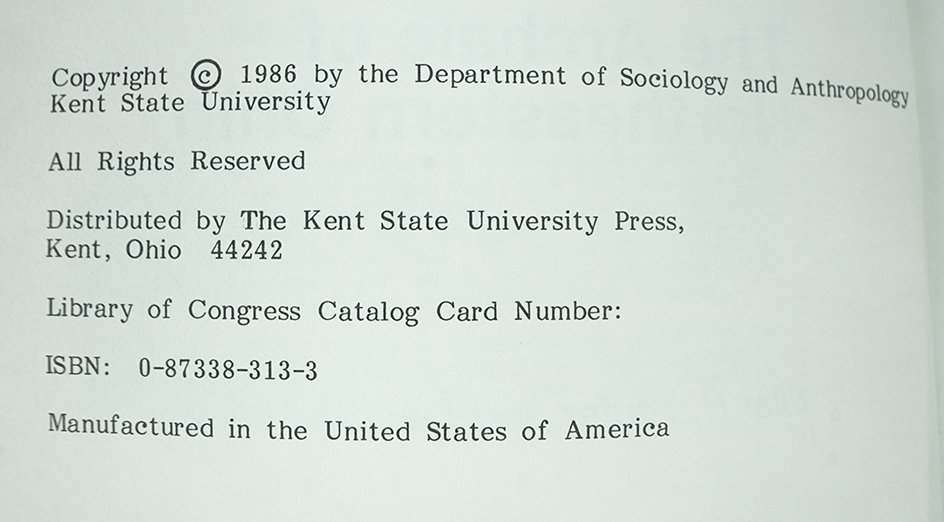 Copyright © 1986 by the Department of Sociology and Anthropology
Kent State University
All Rights Reserved
Distributed by The Kent State University Press,
Kent, Ohio 44242
Library of Congress Catalog Card Number:
ISBN: 0-87338-313-3
Manufactured in the United States of America